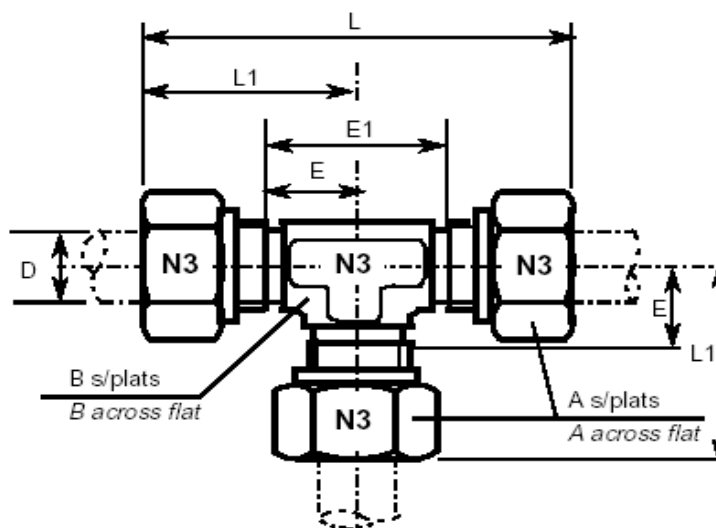 L
L1
E1
E
D
N3
N3
N3
E
L1
B s/plats
B across flat
A s/plats
A across flat
N3